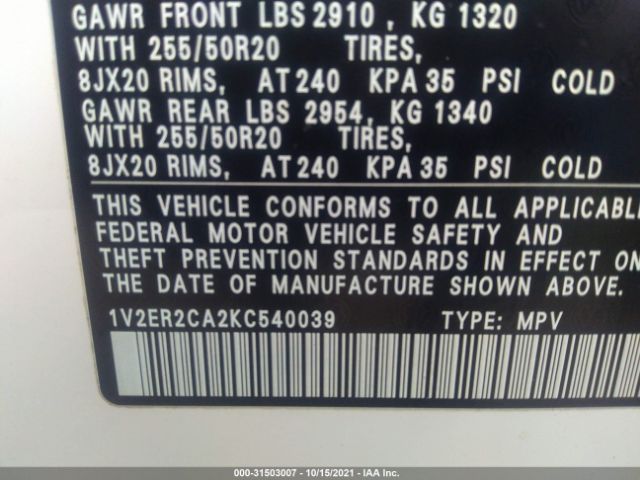 GAWR FRONT LBS 2910 , KG 1320
WITH 255/50R20 TIRES,
8JX20 RIMS, AT 240 KPA 35 PSI COLD
GAWR REAR LBS 2954, KG 1340
WITH 255/50R20 TIRES,
8JX20 RIMS, AT 240 KPA 35 PSI COLD
THIS VEHICLE CONFORMS TO ALL APPLICABL
FEDERAL MOTOR VEHICLE SAFETY AND
THEFT PREVENTION STANDARDS IN EFFECT ON
THE DATE OF MANUFACTURE SHOWN ABOVE.
1V2ER2CA2KC540039 TYPE: MPV
000-31503007 - 10/15/2021 - IAAI.com